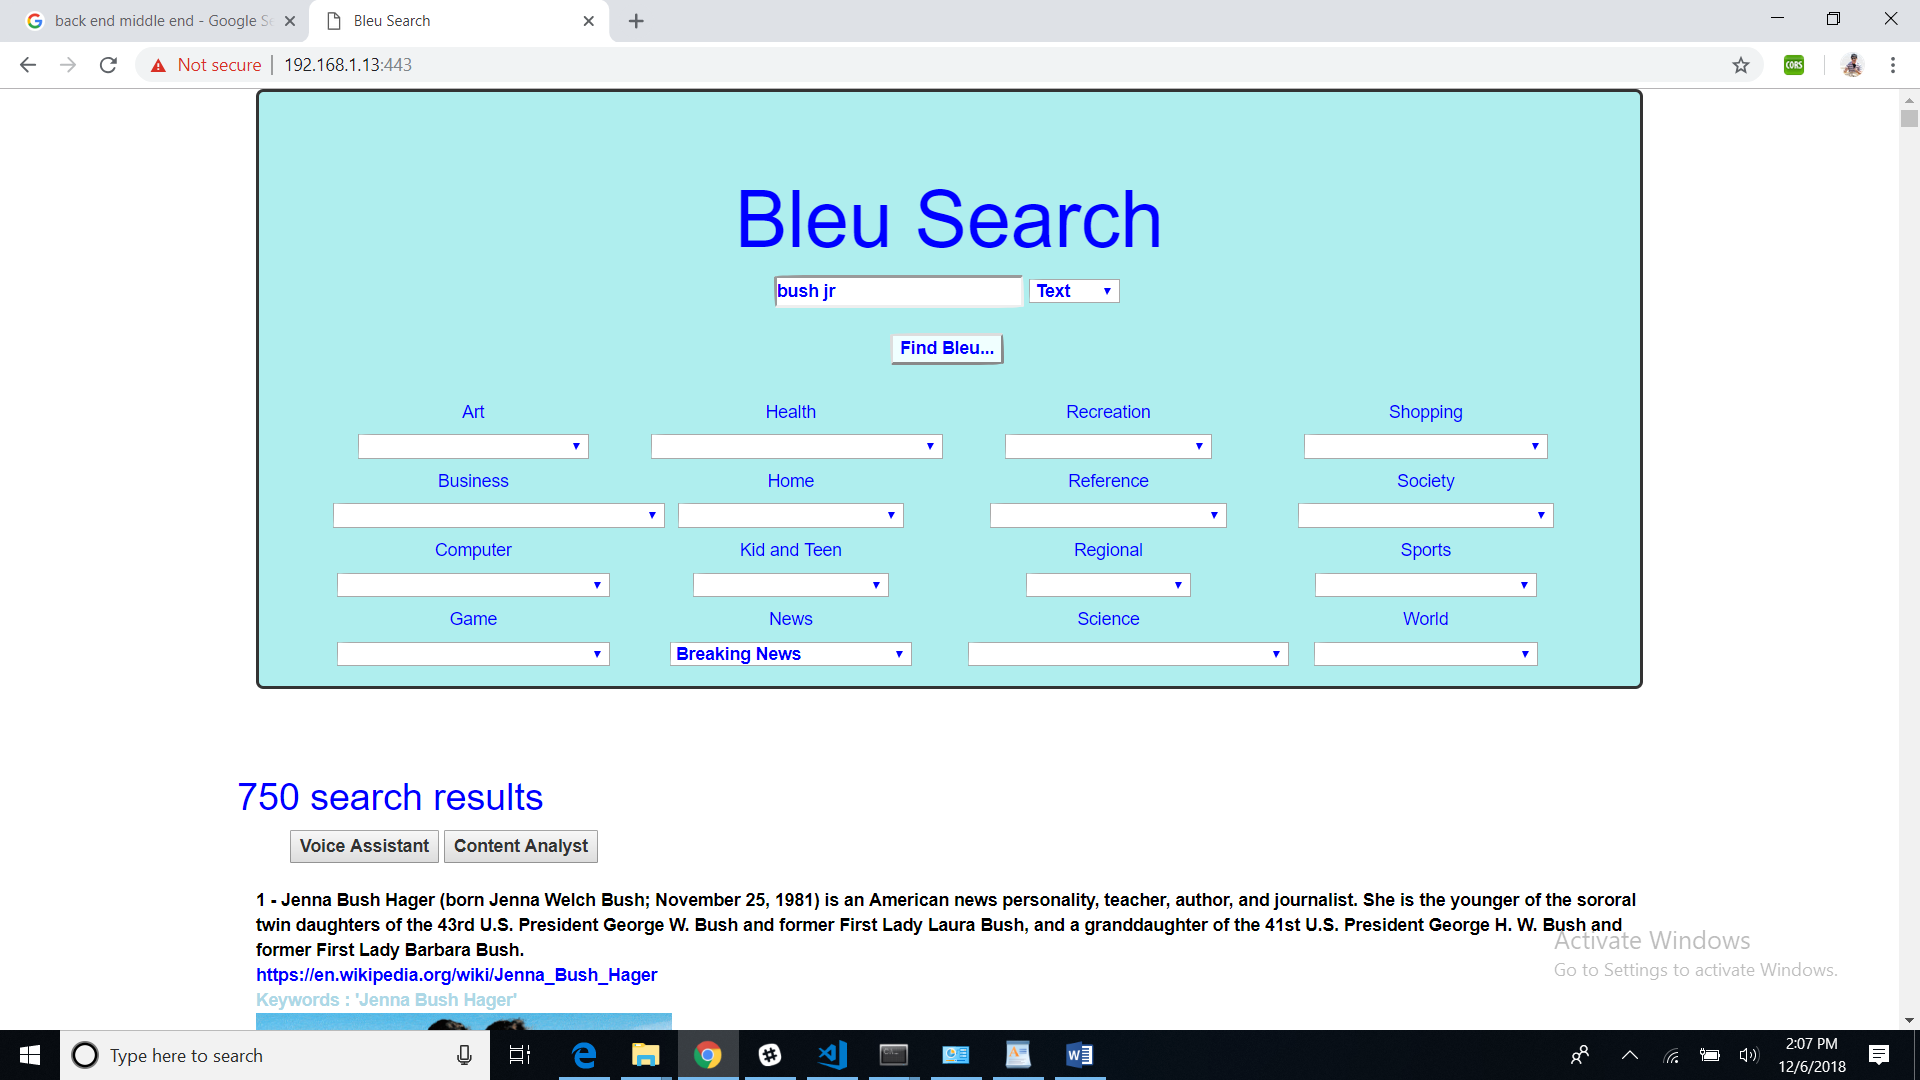 back end middle end - Google Se
Bleu Search
Not secure
192.168.1.13:443
CORS
Bleu Search
bush jr
Text
Find Bleu...
Art
Health
Recreation
Shopping
Business
Home
Reference
Society
Computer
Kid and Teen
Regional
Sports
Game
News
Science
World
Breaking News
750 search results
Voice Assistant
Content Analyst
1 - Jenna Bush Hager (born Jenna Welch Bush; November 25, 1981) is an American news personality, teacher, author, and journalist. She is the younger of the sororal
twin daughters of the 43rd U.S. President George W. Bush and former First Lady Laura Bush, and a granddaughter of the 41st U.S. President George H. W. Bush and
former First Lady Barbara Bush.
https://en.wikipedia.org/wiki/Jenna_Bush_Hager
Keywords : 'Jenna Bush Hager'
Activate Windows
Go to Settings to activate Windows.
Type here to search
2:07 PM
12/6/2018